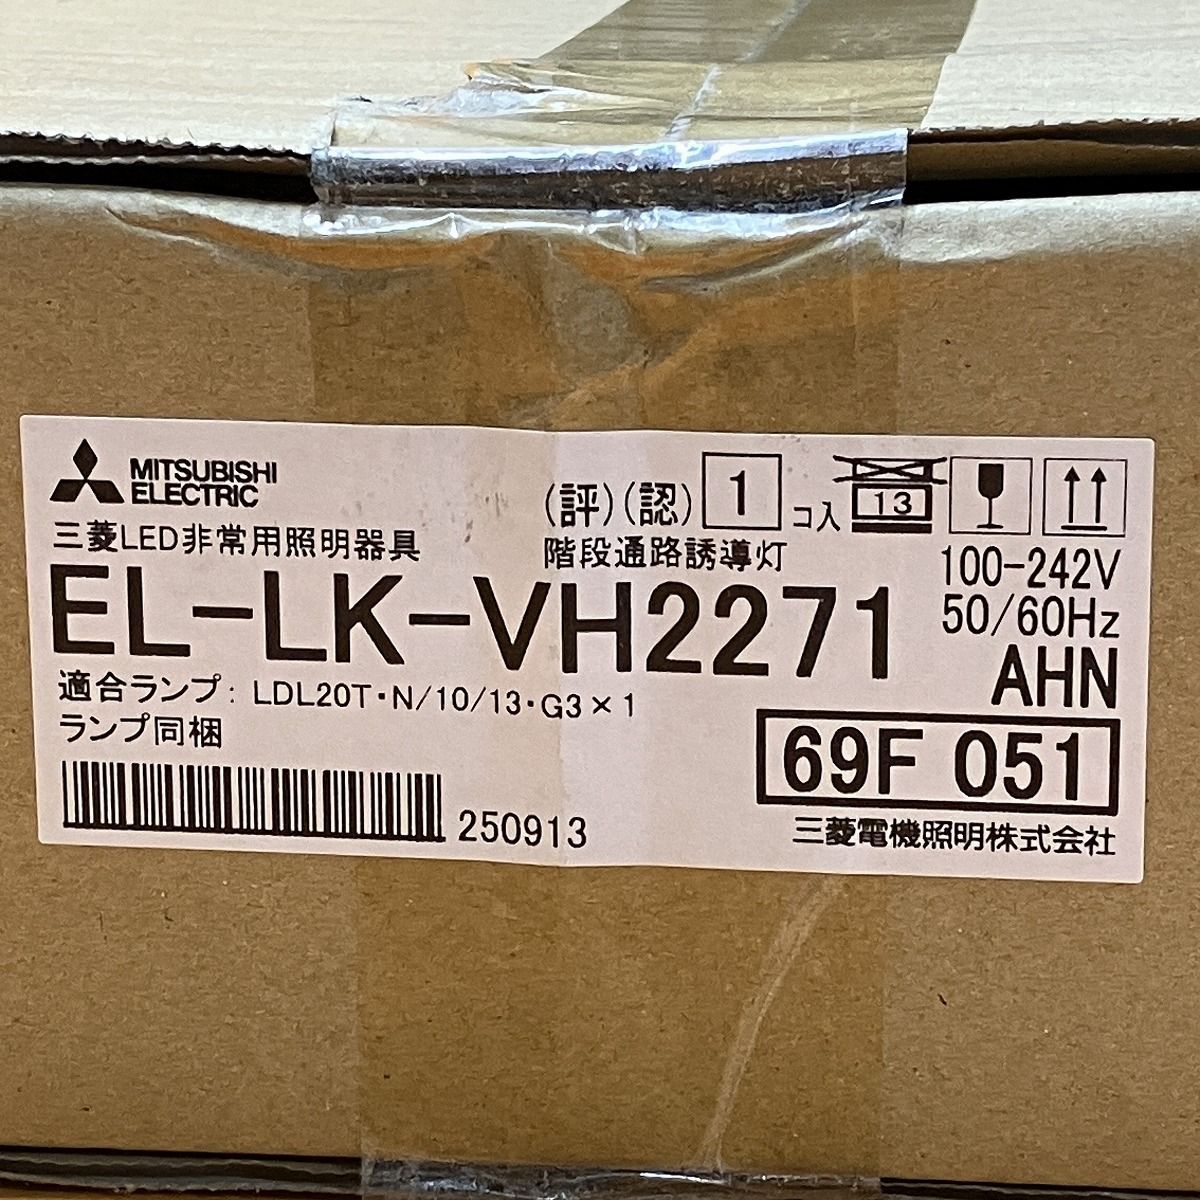 MITSUBISHI
ELECTRIC
(評)(認) 1 コ入 13
三菱LED非常用照明器具
階段通路誘導灯
100-242V
EL-LK-VH2271
50/60Hz
AHN
適合ランプ: LDL20T・N/10/13・G3×1
ランプ同梱
69F 051
250913
三菱電機照明株式会社